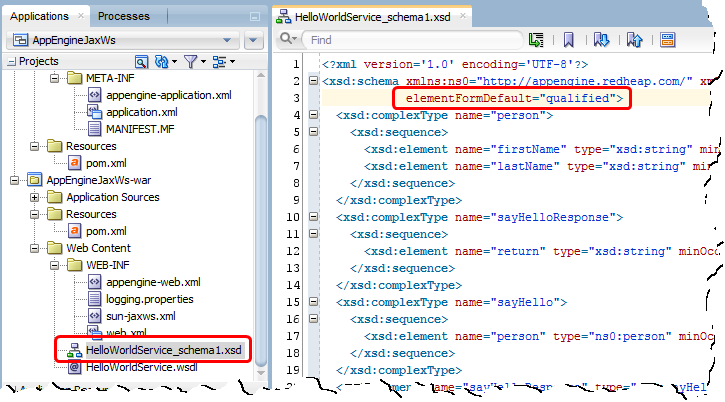 Applications
Processes
AppEngineJaxWs
Projects
META-INF
appengine-application.xml
application.xml
MANIFEST.MF
Resources
pom.xml
AppEngineJaxWs-war
Application Sources
Resources
pom.xml
Web Content
WEB-INF
appengine-web.xml
logging.properties
sun-jaxws.xml
web.xml
HelloWorldService_schema1.xsd
HelloWorldService.wsdl
HelloWorldService_schema1.xsd
Find
1 <?xml version='1.0' encoding='UTF-8'?>
2 <xsd:schema xmlns:ns0="http://appengine.redheap.com/"
3 elementFormDefault="qualified">
4 <xsd:complexType name="person">
5 <xsd:sequence>
6 <xsd:element name="firstName" type="xsd:string"
7 <xsd:element name="lastName" type="xsd:string"
8 </xsd:sequence>
9 </xsd:complexType>
10 <xsd:complexType name="sayHelloResponse">
11 <xsd:sequence>
12 <xsd:element name="return" type="xsd:string"
13 </xsd:sequence>
14 </xsd:complexType>
15 <xsd:complexType name="sayHello">
16 <xsd:sequence>
17 <xsd:element name="person" type="ns0:person"
18 </xsd:sequence>
19 </xsd:complexType>